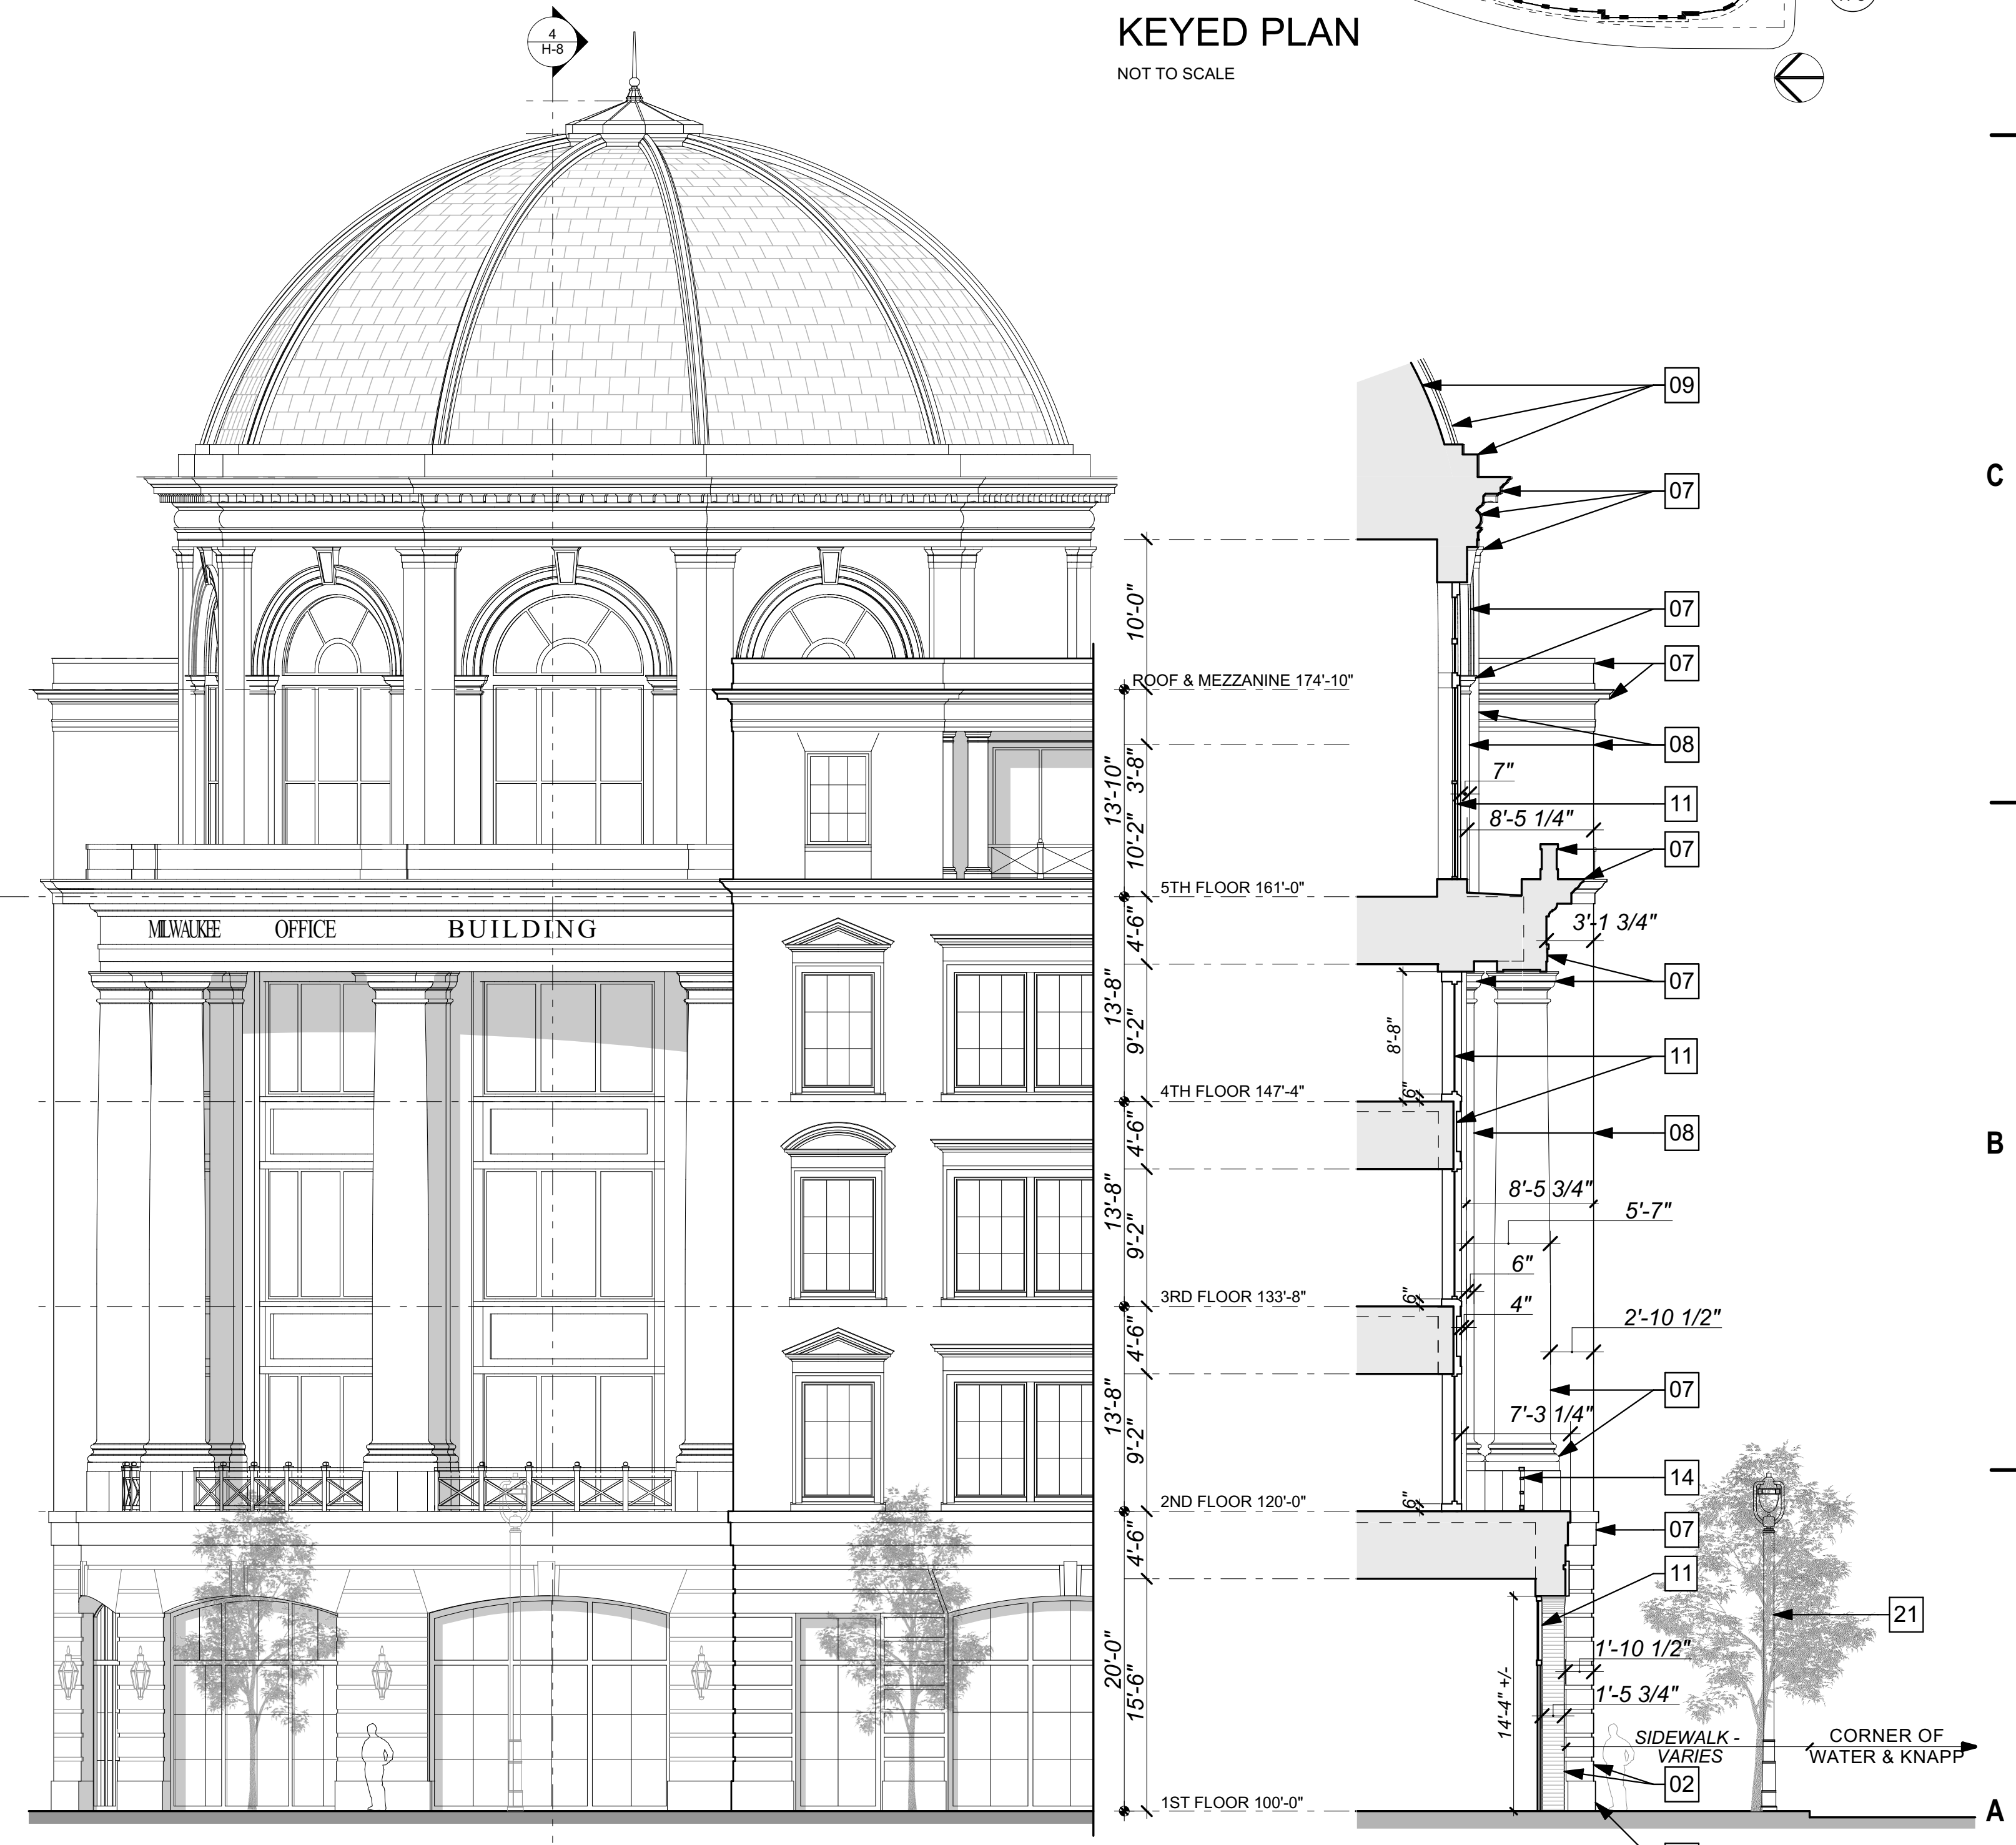 4
H-8
KEYED PLAN
NOT TO SCALE
09
C
07
07
10'-0"
07
ROOF & MEZZANINE 174'-10"
08
13'-10"
3'-8"
7"
11
8'-5 1/4"
10'-2"
07
5TH FLOOR 161'-0"
MILWAUKEE OFFICE BUILDING
3'-1 3/4"
4'-6"
07
13'-8"
9'-2"
8'-8"
11
6"
4TH FLOOR 147'-4"
08
B
4'-6"
8'-5 3/4"
13'-8"
5'-7"
9'-2"
6"
6"
3RD FLOOR 133'-8"
4"
2'-10 1/2"
4'-6"
07
13'-8"
7'-3 1/4"
9'-2"
14
6"
2ND FLOOR 120'-0"
07
4'-6"
11
21
1'-10 1/2"
20'-0"
15'-6"
14'-4" +/-
1'-5 3/4"
SIDEWALK -
VARIES
CORNER OF
WATER & KNAPP
02
1ST FLOOR 100'-0"
A